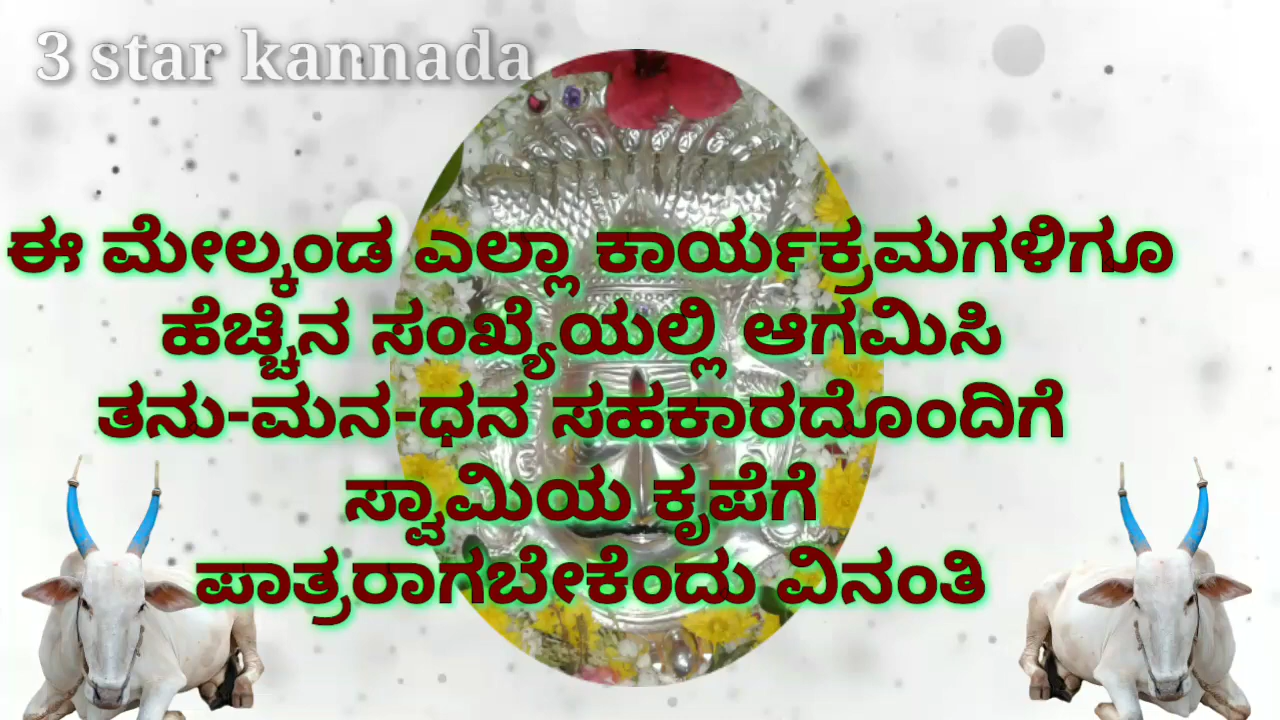 3 star kannada
ಈ ಮೇಲ್ಕಂಡ ಎಲ್ಲಾ ಕಾರ್ಯಕ್ರಮಗಳಿಗೂ
ಹೆಚ್ಚಿನ ಸಂಖ್ಯೆಯಲ್ಲಿ ಆಗಮಿಸಿ
ತನು-ಮನ-ಧನ ಸಹಕಾರದೊಂದಿಗೆ
ಸ್ವಾಮಿಯ ಕೃಪೆಗೆ
ಪಾತ್ರರಾಗಬೇಕೆಂದು ವಿನಂತಿ